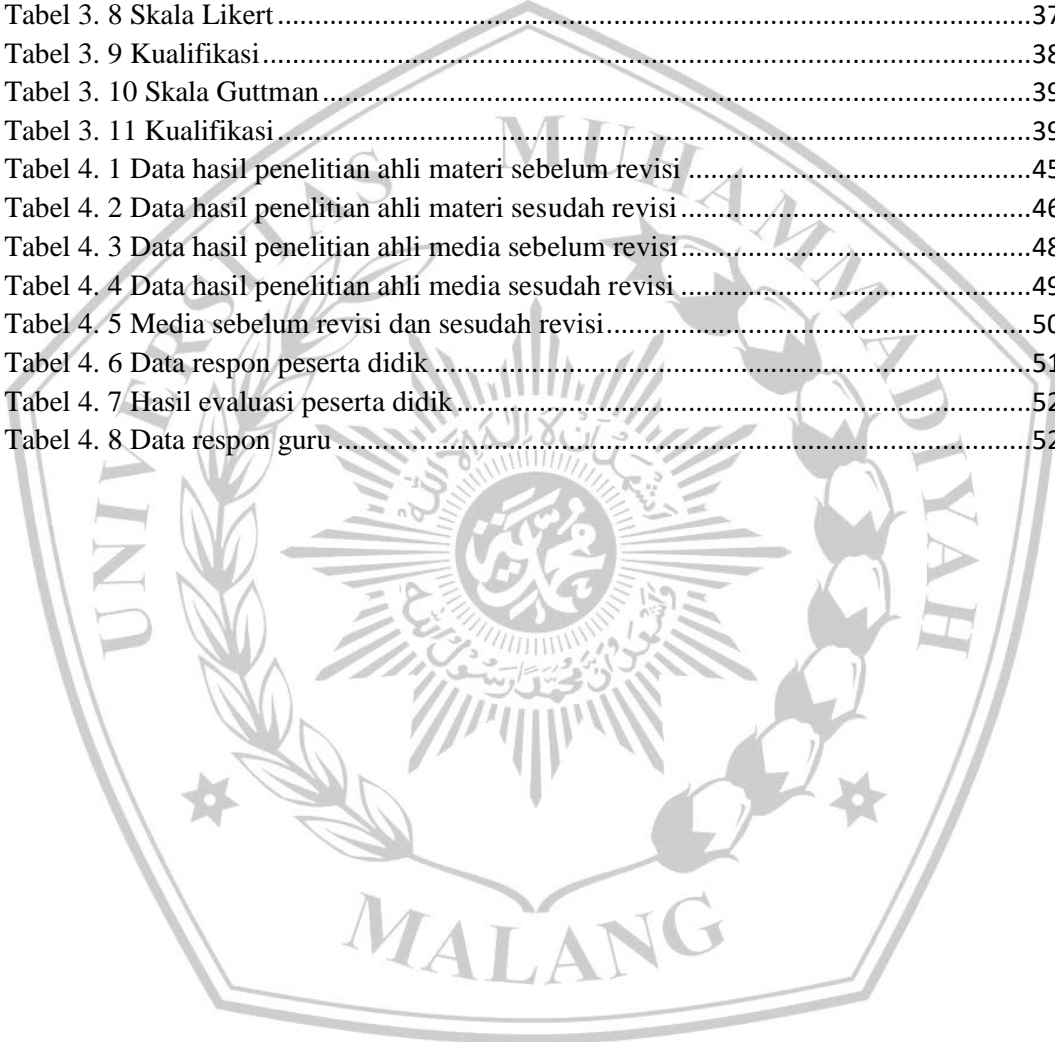 Tabel 3. 8 Skala Likert........................................37
Tabel 3. 9 Kualifikasi........................................38
Tabel 3. 10 Skala Guttman........................................39
Tabel 3. 11 Kualifikasi........................................39
Tabel 4. 1 Data hasil penelitian ahli materi sebelum revisi........................................45
Tabel 4. 2 Data hasil penelitian ahli materi sesudah revisi........................................46
Tabel 4. 3 Data hasil penelitian ahli media sebelum revisi........................................48
Tabel 4. 4 Data hasil penelitian ahli media sesudah revisi........................................49
Tabel 4. 5 Media sebelum revisi dan sesudah revisi........................................50
Tabel 4. 6 Data respon peserta didik........................................51
Tabel 4. 7 Hasil evaluasi peserta didik........................................52
Tabel 4. 8 Data respon guru........................................52
UNIVERSITAS MUHAMMADIYAH
MALANG